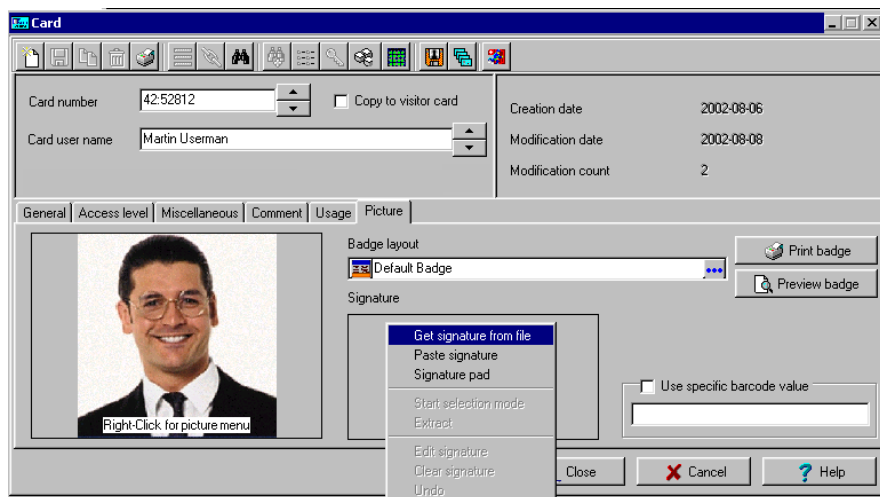 Card
Card number
42:52812
Copy to visitor card
Card user name
Martin Userman
Creation date
2002-08-06
Modification date
2002-08-08
Modification count
2
General
Access level
Miscellaneous
Comment
Usage
Picture
Right-Click for picture menu
Badge layout
Default Badge
Print badge
Preview badge
Signature
Get signature from file
Paste signature
Signature pad
Start selection mode
Extract
Edit signature
Clear signature
Undo
Use specific barcode value
Close
Cancel
Help